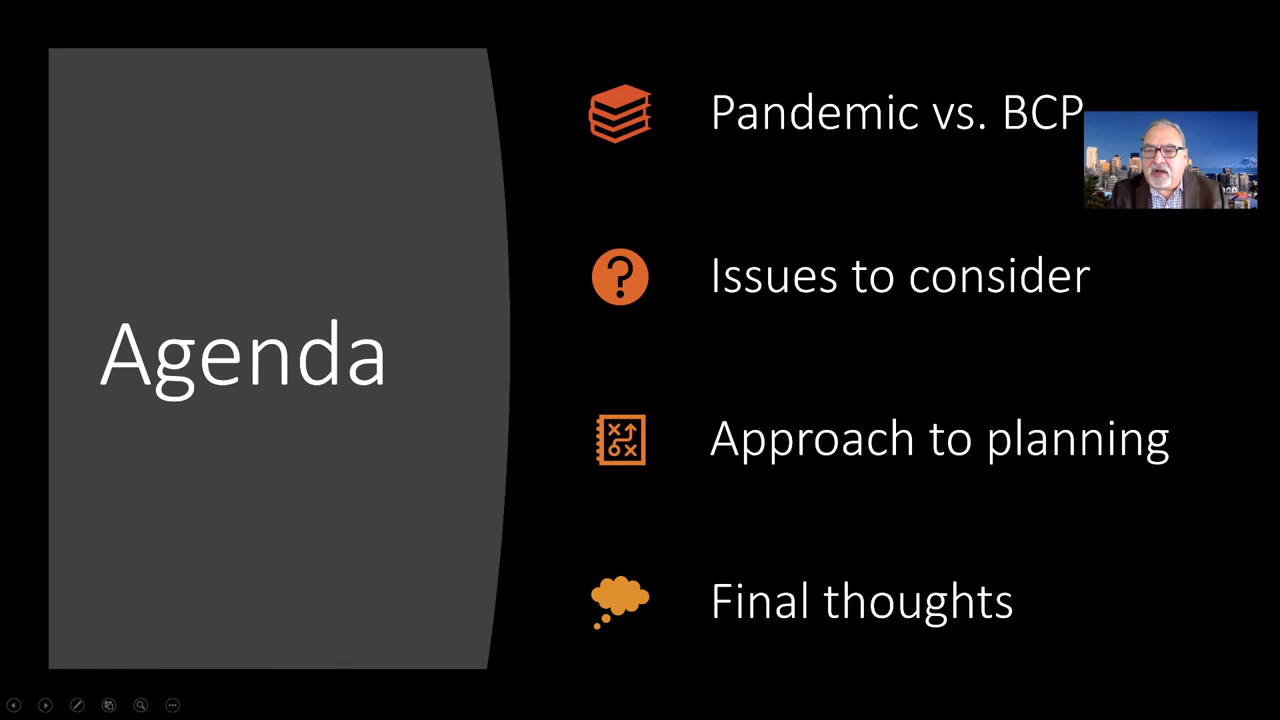 Agenda
Pandemic vs. BCP
Issues to consider
Approach to planning
Final thoughts